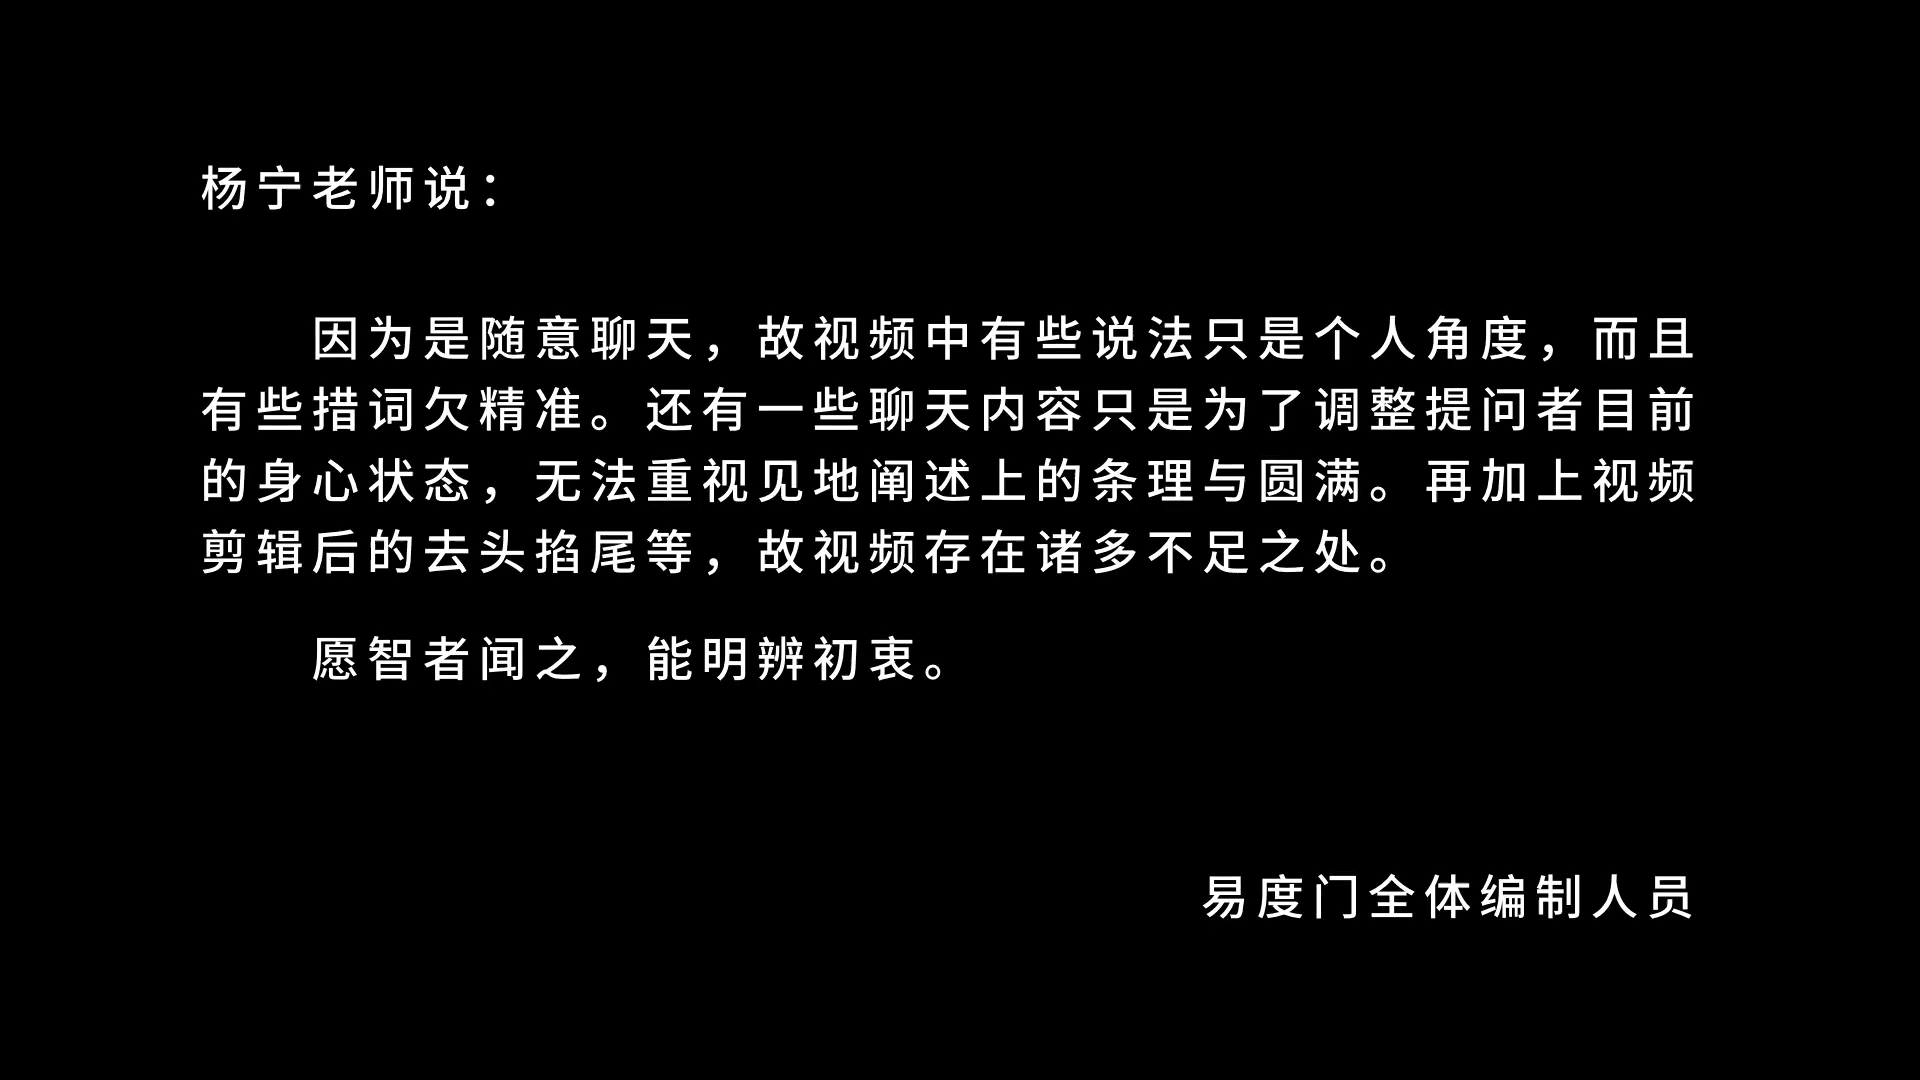 杨宁老师说：
因为是随意聊天，故视频中有些说法只是个人角度，而且
有些措词欠精准。还有一些聊天内容只是为了调整提问者目前
的身心状态，无法重视见地阐述上的条理与圆满。再加上视频
剪辑后的去头掐尾等，故视频存在诸多不足之处。
愿智者闻之，能明辨初衷。
易度门全体编制人员